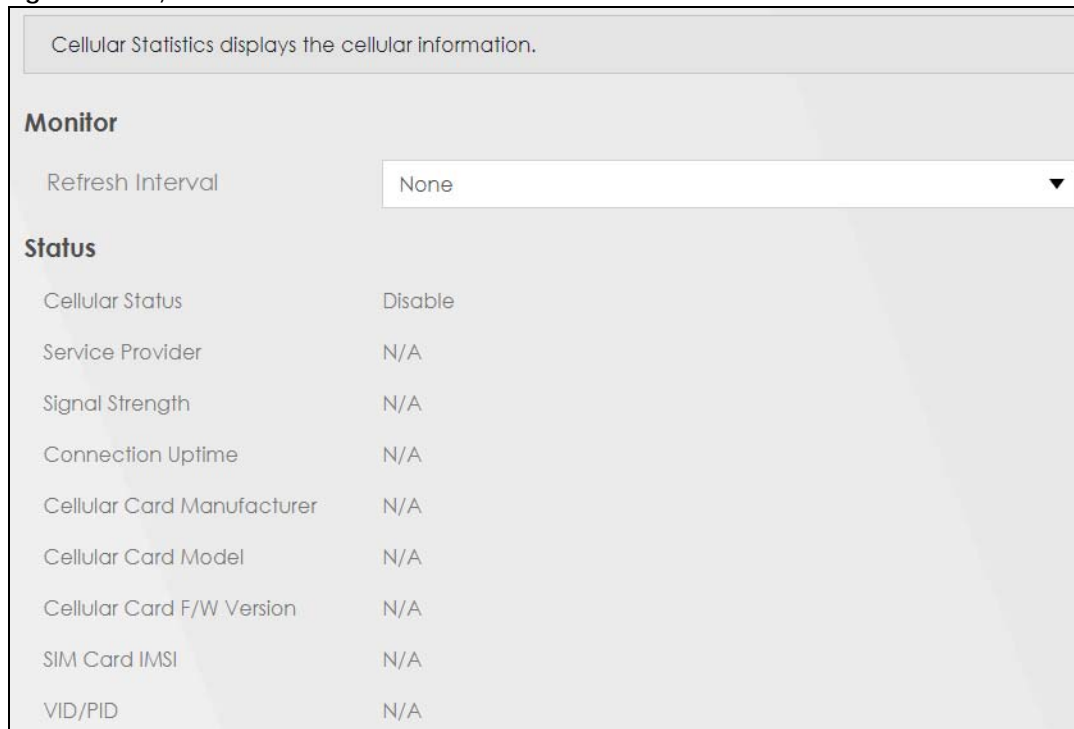 Cellular Statistics displays the cellular information.
Monitor
Refresh Interval None
Status
Cellular Status Disable
Service Provider N/A
Signal Strength N/A
Connection Uptime N/A
Cellular Card Manufacturer N/A
Cellular Card Model N/A
Cellular Card F/W Version N/A
SIM Card IMSI N/A
VID/PID N/A